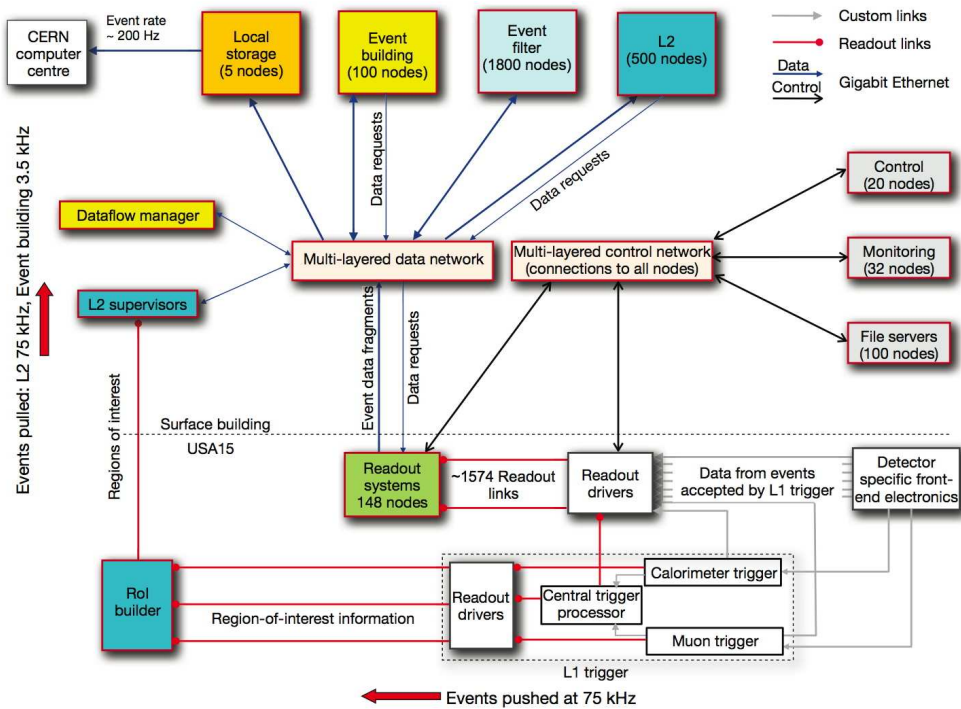 CERN
computer
centre
Event rate
~ 200 Hz
Local
storage
(5 nodes)
Event
building
(100 nodes)
Event
filter
(1800 nodes)
L2
(500 nodes)
Custom links
Readout links
Data
Control
Gigabit Ethernet
Data requests
Data requests
Control
(20 nodes)
Dataflow manager
Multi-layered data network
Multi-layered control network
(connections to all nodes)
Monitoring
(32 nodes)
L2 supervisors
File servers
(100 nodes)
Events pulled: L2 75 kHz, Event building 3.5 kHz
Event data fragments
Data requests
Regions of interest
Surface building
USA15
Readout
systems
148 nodes
~1574 Readout
links
Readout
drivers
Data from events
accepted by L1 trigger
Detector
specific front-
end electronics
RoI
builder
Region-of-interest information
Readout
drivers
Central trigger
processor
Calorimeter trigger
Muon trigger
L1 trigger
Events pushed at 75 kHz